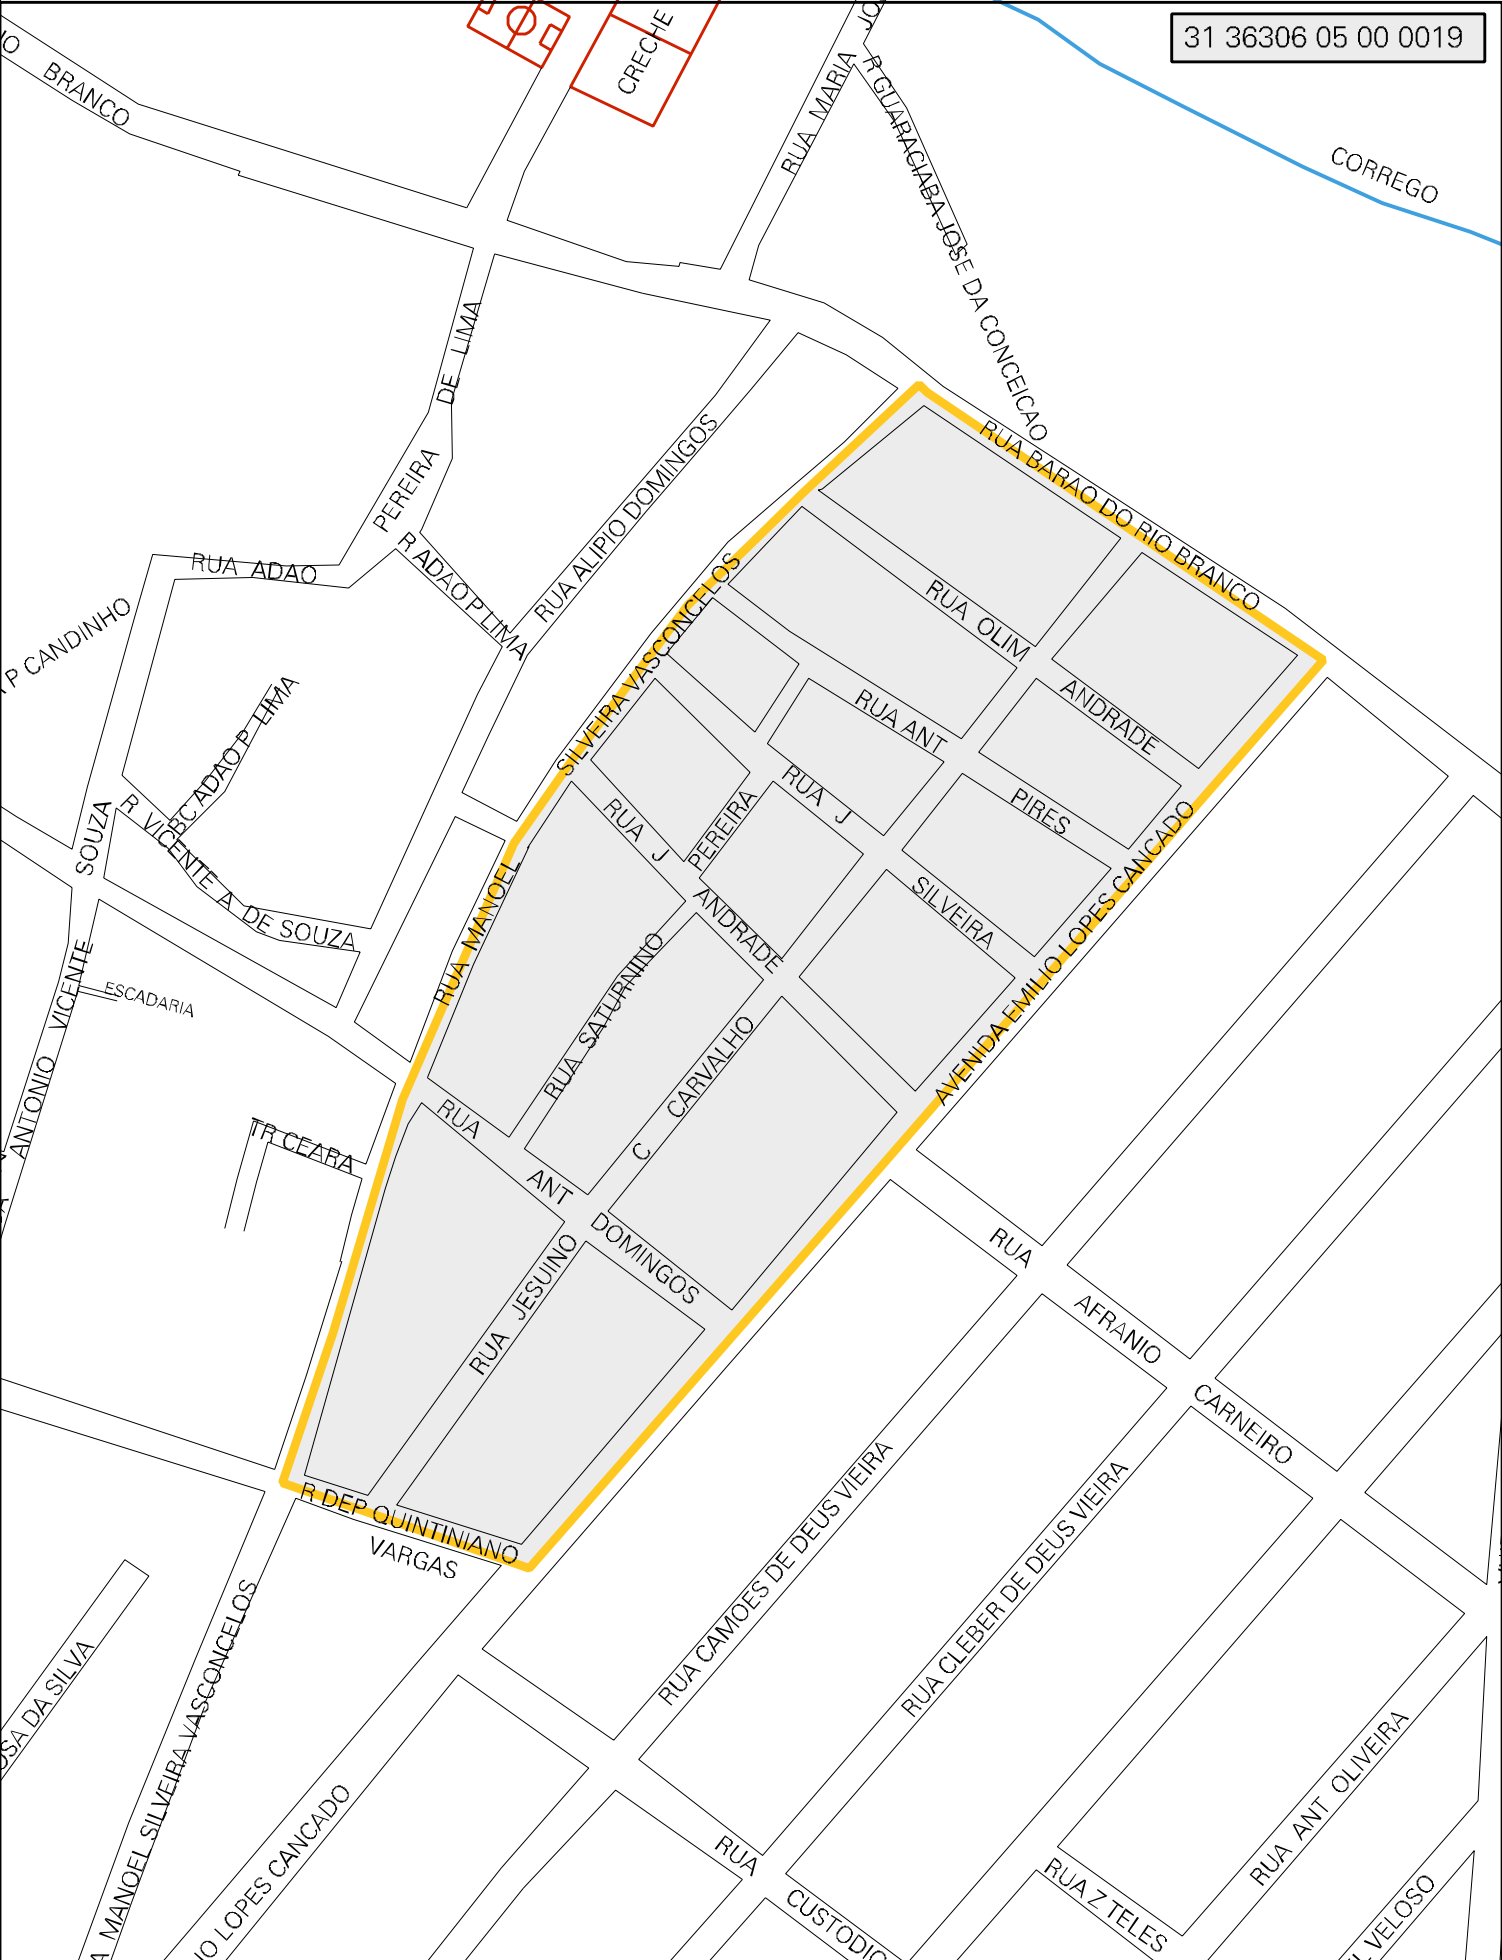 31 36306 05 00 0019
BRANCO
CRECHE
RUA MARIA
R GUARACIABA JOSE DA CONCEICAO
CORREGO
PEREIRA DE LIMA
RUA ALIPIO DOMINGOS
RUA BARAO DO RIO BRANCO
RUA ADAO
R ADAO P LIMA
P CANDINHO
BC ADAO P LIMA
R VICENTE A DE SOUZA
SOUZA
ANTONIO VICENTE
ESCADARIA
TR CEARA
RUA MANOEL SILVEIRA VASCONCELOS
RUA OLIM ANDRADE
RUA ANT PIRES
RUA J SILVEIRA
RUA J ANDRADE
PEREIRA
RUA SATURNINO
C CARVALHO
AVENIDA EMILIO LOPES CANCADO
RUA ANT DOMINGOS
RUA JESUINO
R DEP QUINTINIANO
VARGAS
RUA AFRANIO CARNEIRO
RUA CAMOES DE DEUS VIEIRA
RUA CLEBER DE DEUS VIEIRA
DA SILVA
MANOEL SILVEIRA VASCONCELOS
LOPES CANCADO
RUA CUSTODIO
RUA Z TELES
RUA ANT OLIVEIRA
VELOSO